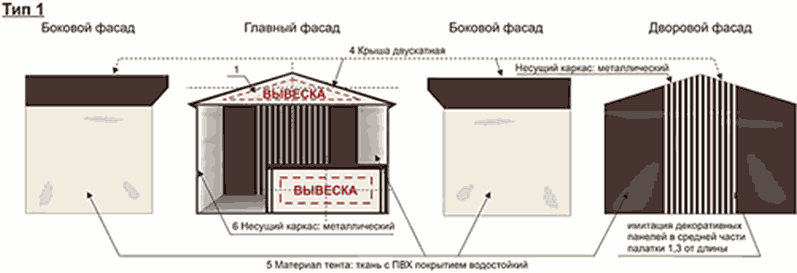 Тип 1
Боковой фасад
Главный фасад
Боковой фасад
Дворовой фасад
4 Крыша двускатная
Несущий каркас: металлический
1
ВЫВЕСКА
ВЫВЕСКА
6 Несущий каркас: металлический
имитация декоративных
панелей в средней части
палатки 1,3 от длины
5 Материал тента: ткань с ПВХ покрытием водостойкий